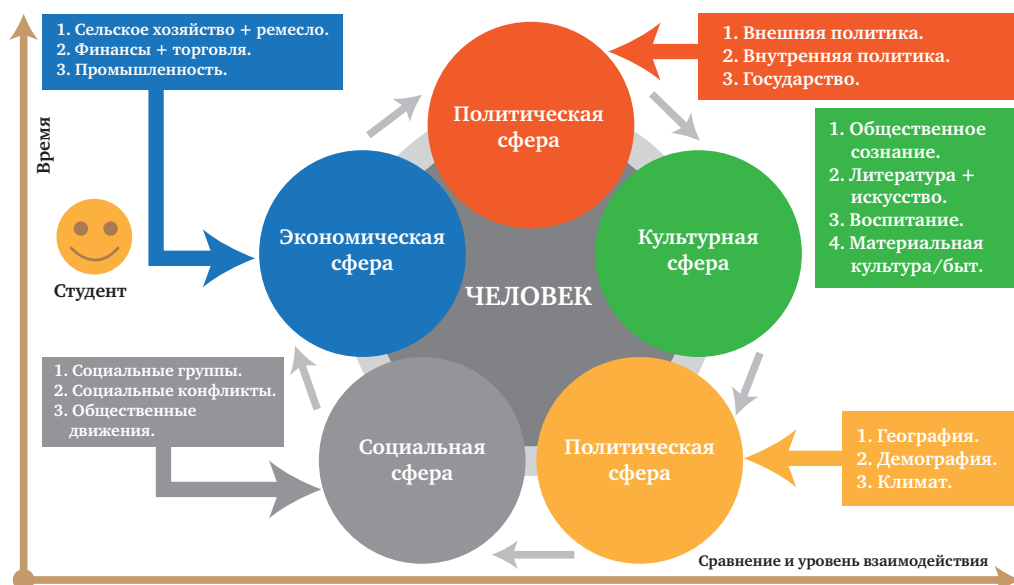 1. Сельское хозяйство + ремесло.
2. Финансы + торговля.
3. Промышленность.
1. Внешняя политика.
2. Внутренняя политика.
3. Государство.
Политическая
сфера
Время
1. Общественное
сознание.
2. Литература +
искусство.
3. Воспитание.
4. Материальная
культура/быт.
Экономическая
сфера
Культурная
сфера
Студент
ЧЕЛОВЕК
1. Социальные группы.
2. Социальные конфликты.
3. Общественные
движения.
Социальная
сфера
Политическая
сфера
1. География.
2. Демография.
3. Климат.
Сравнение и уровень взаимодействия